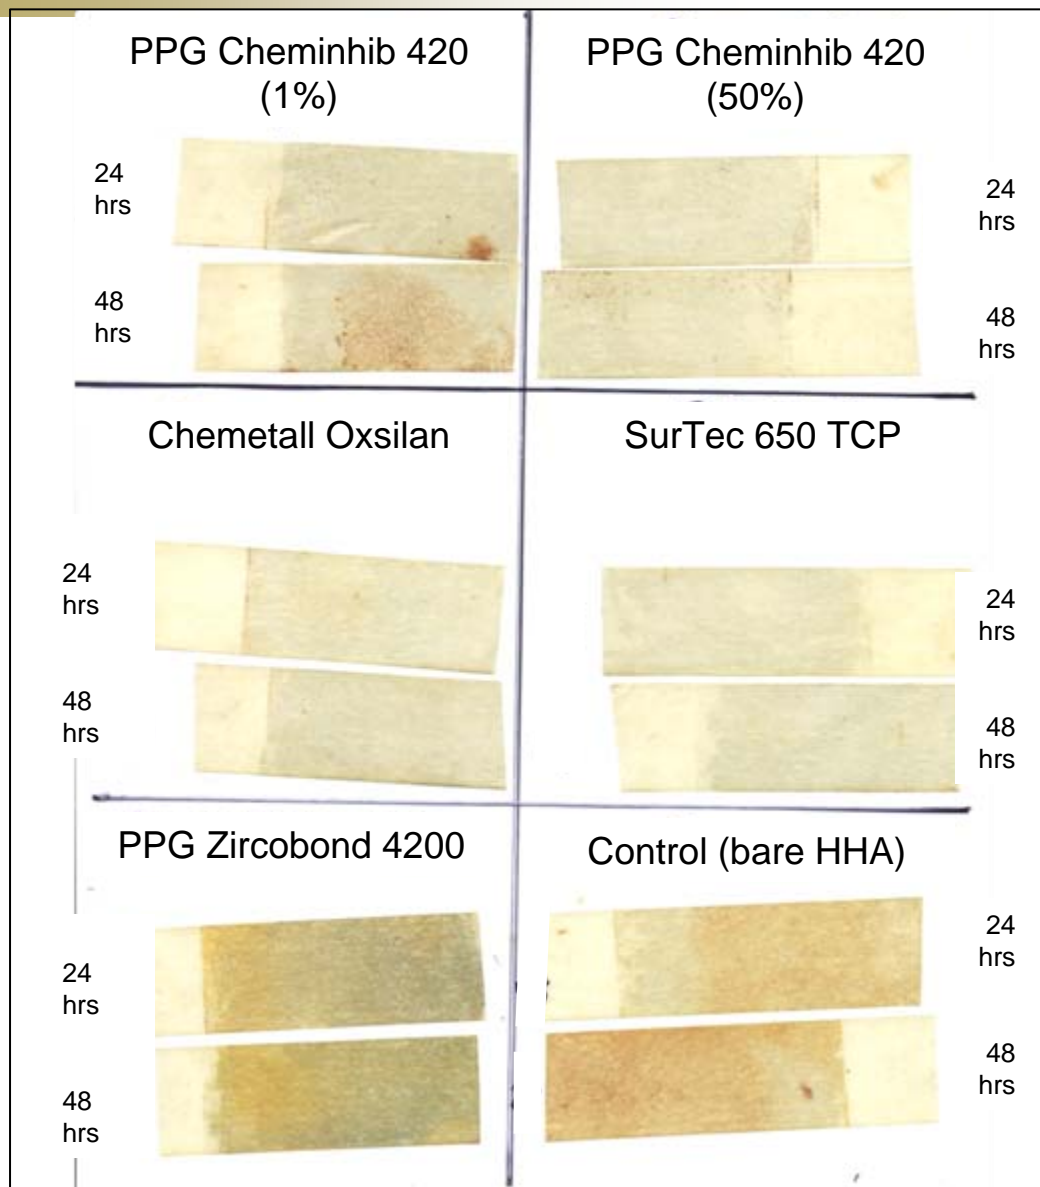 PPG Cheminhib 420
(1%)
24
hrs
48
hrs
PPG Cheminhib 420
(50%)
24
hrs
48
hrs
Chemetall Oxsilan
24
hrs
48
hrs
SurTec 650 TCP
24
hrs
48
hrs
PPG Zircobond 4200
24
hrs
48
hrs
Control (bare HHA)
24
hrs
48
hrs